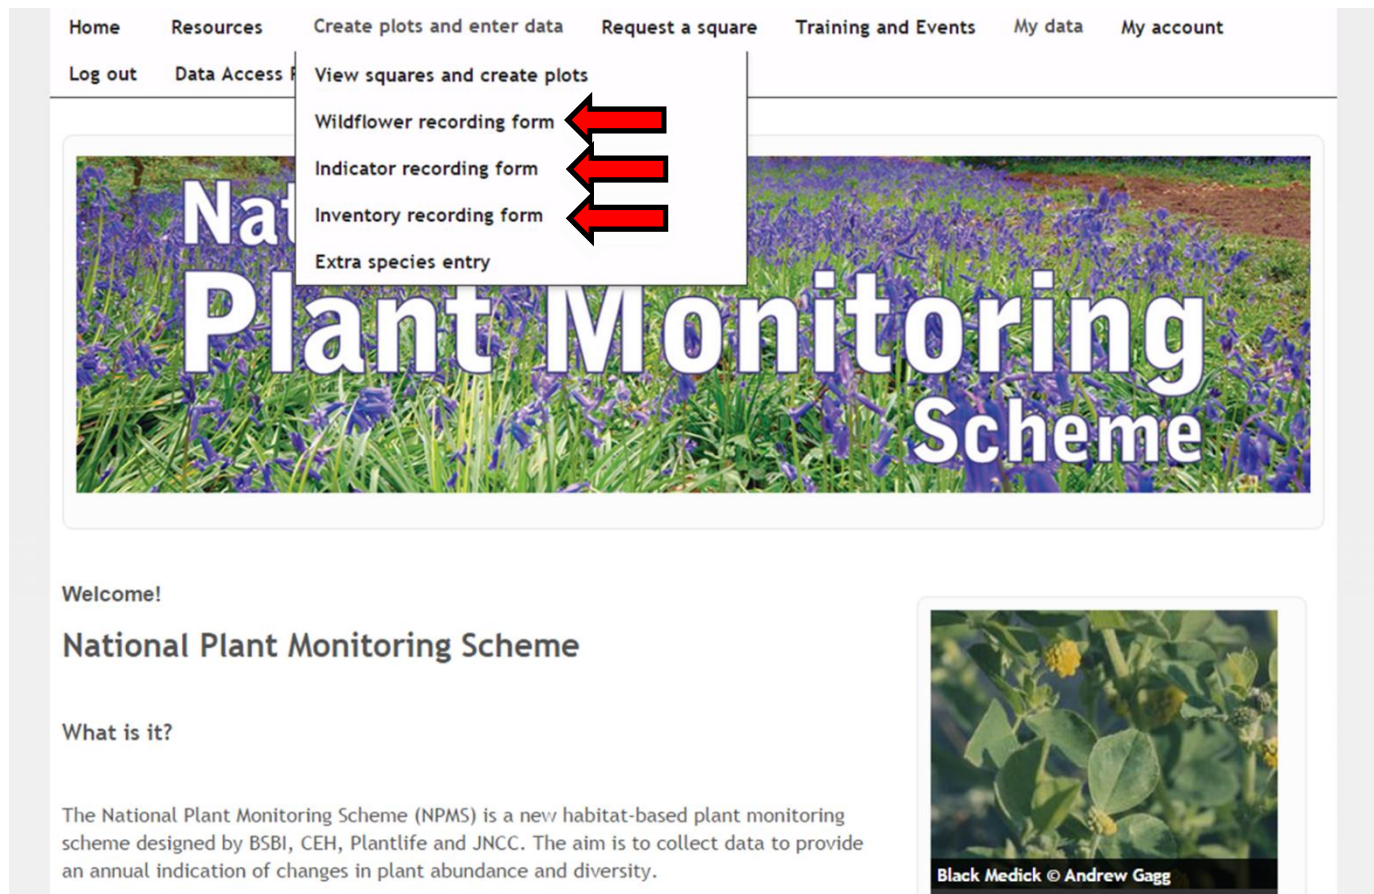 Home Resources Create plots and enter data Request a square Training and Events My data My account
Log out Data Access
View squares and create plots
Wildflower recording form
Indicator recording form
Inventory recording form
Extra species entry
Nat
Plant Monitoring
Scheme
Welcome!
National Plant Monitoring Scheme
What is it?
The National Plant Monitoring Scheme (NPMS) is a new habitat-based plant monitoring
scheme designed by BSBI, CEH, Plantlife and JNCC. The aim is to collect data to provide
an annual indication of changes in plant abundance and diversity.
Black Medick © Andrew Gagg